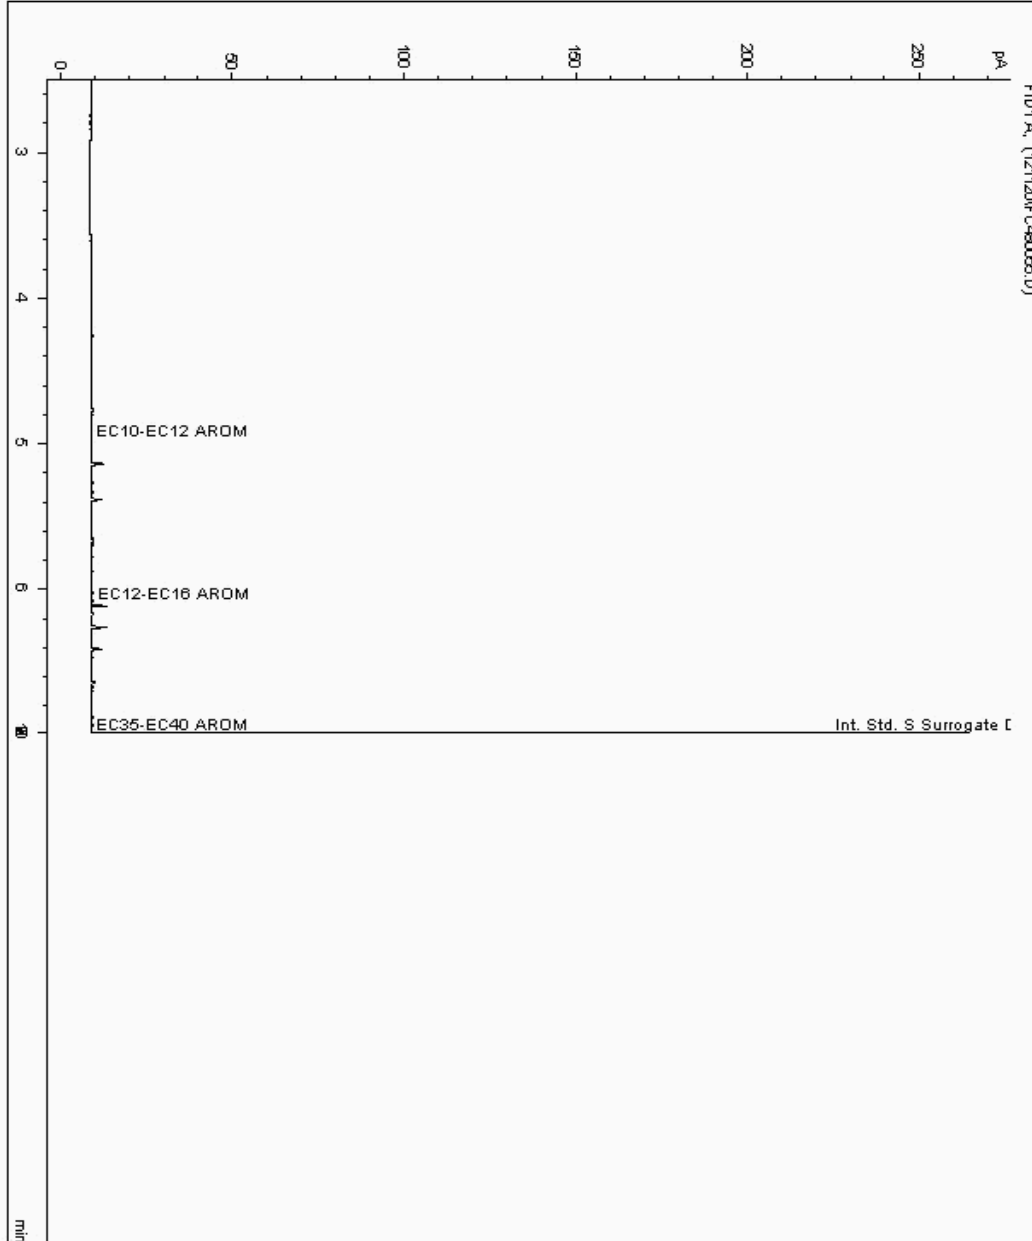 0 50 100 150 200 250 pA
3
4
EC10-EC12 AROM
5
6
EC12-EC16 AROM
EC35-EC40 AROM
Int. Std. S Surrogate